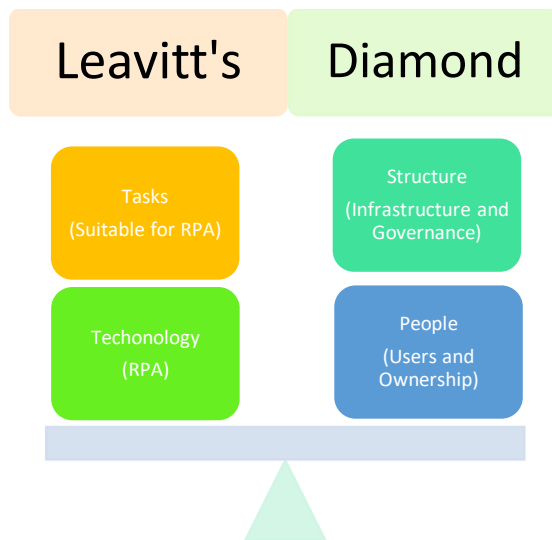 Leavitt's
Diamond
Tasks
(Suitable for RPA)
Structure
(Infrastructure and
Governance)
Techonology
(RPA)
People
(Users and
Ownership)